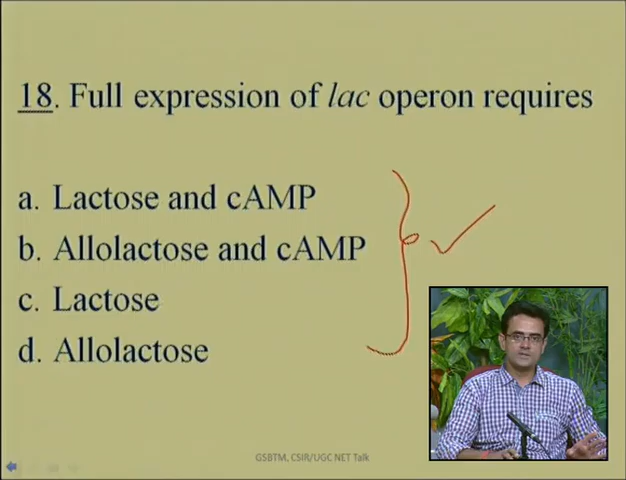 18. Full expression of lac operon requires
a. Lactose and cAMP
b. Allolactose and cAMP
c. Lactose
d. Allolactose
GSBTM, CSIR/UGC NET Talk